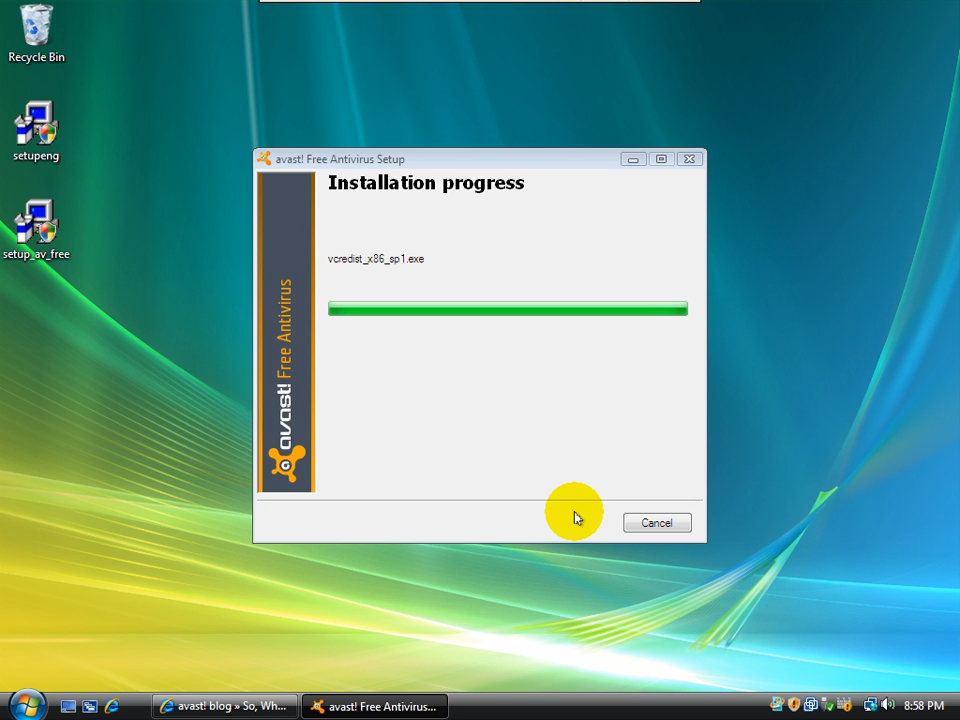 Recycle Bin
setupeng
setup_av_free
avast! Free Antivirus Setup
Installation progress
vcredist_x86_sp1.exe
avast! Free Antivirus
Cancel
avast! blog » So, Wh...
avast! Free Antivirus...
8:58 PM